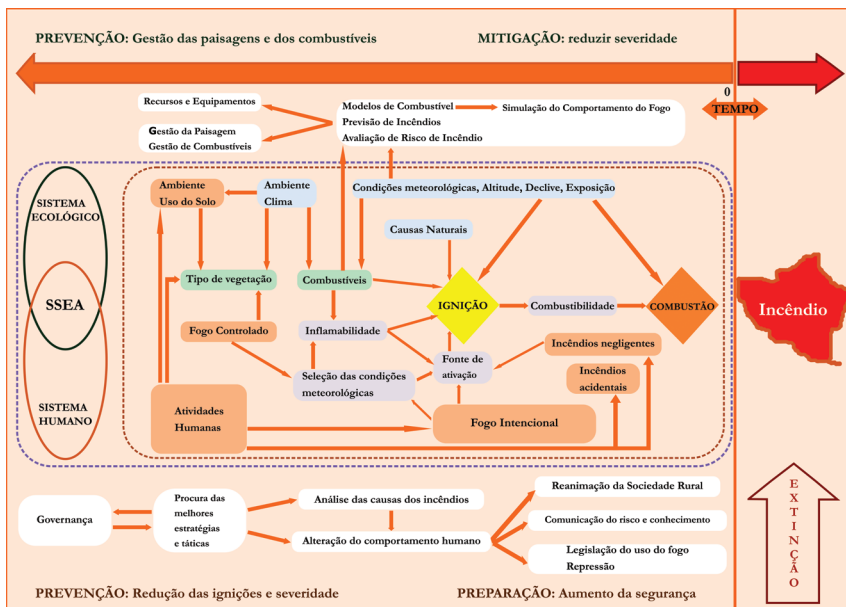 PREVENÇÃO: Gestão das paisagens e dos combustíveis
MITIGAÇÃO: reduzir severidade
0
TEMPO
Recursos e Equipamentos
Gestão da Paisagem
Gestão de Combustíveis
Modelos de Combustível
Simulação do Comportamento do Fogo
Previsão de Incêndios
Avaliação de Risco de Incêndio
SISTEMA
ECOLÓGICO
SSEA
SISTEMA
HUMANO
Ambiente
Uso do Solo
Ambiente
Clima
Condições meteorológicas, Altitude, Declive, Exposição
Causas Naturais
Tipo de vegetação
Combustíveis
IGNIÇÃO
Combustibilidade
COMBUSTÃO
Incêndio
Fogo Controlado
Inflamabilidade
Incêndios negligentes
Fonte de
ativação
Seleção das condições
meteorológicas
Incêndios
acidentais
Atividades
Humanas
Fogo Intencional
Governança
Procura das
melhores
estratégias
e táticas
Análise das causas dos incêndios
Alteração do comportamento humano
Reanimação da Sociedade Rural
Comunicação do risco e conhecimento
Legislação do uso do fogo
Repressão
EXTINÇÃO
PREVENÇÃO: Redução das ignições e severidade
PREPARAÇÃO: Aumento da segurança